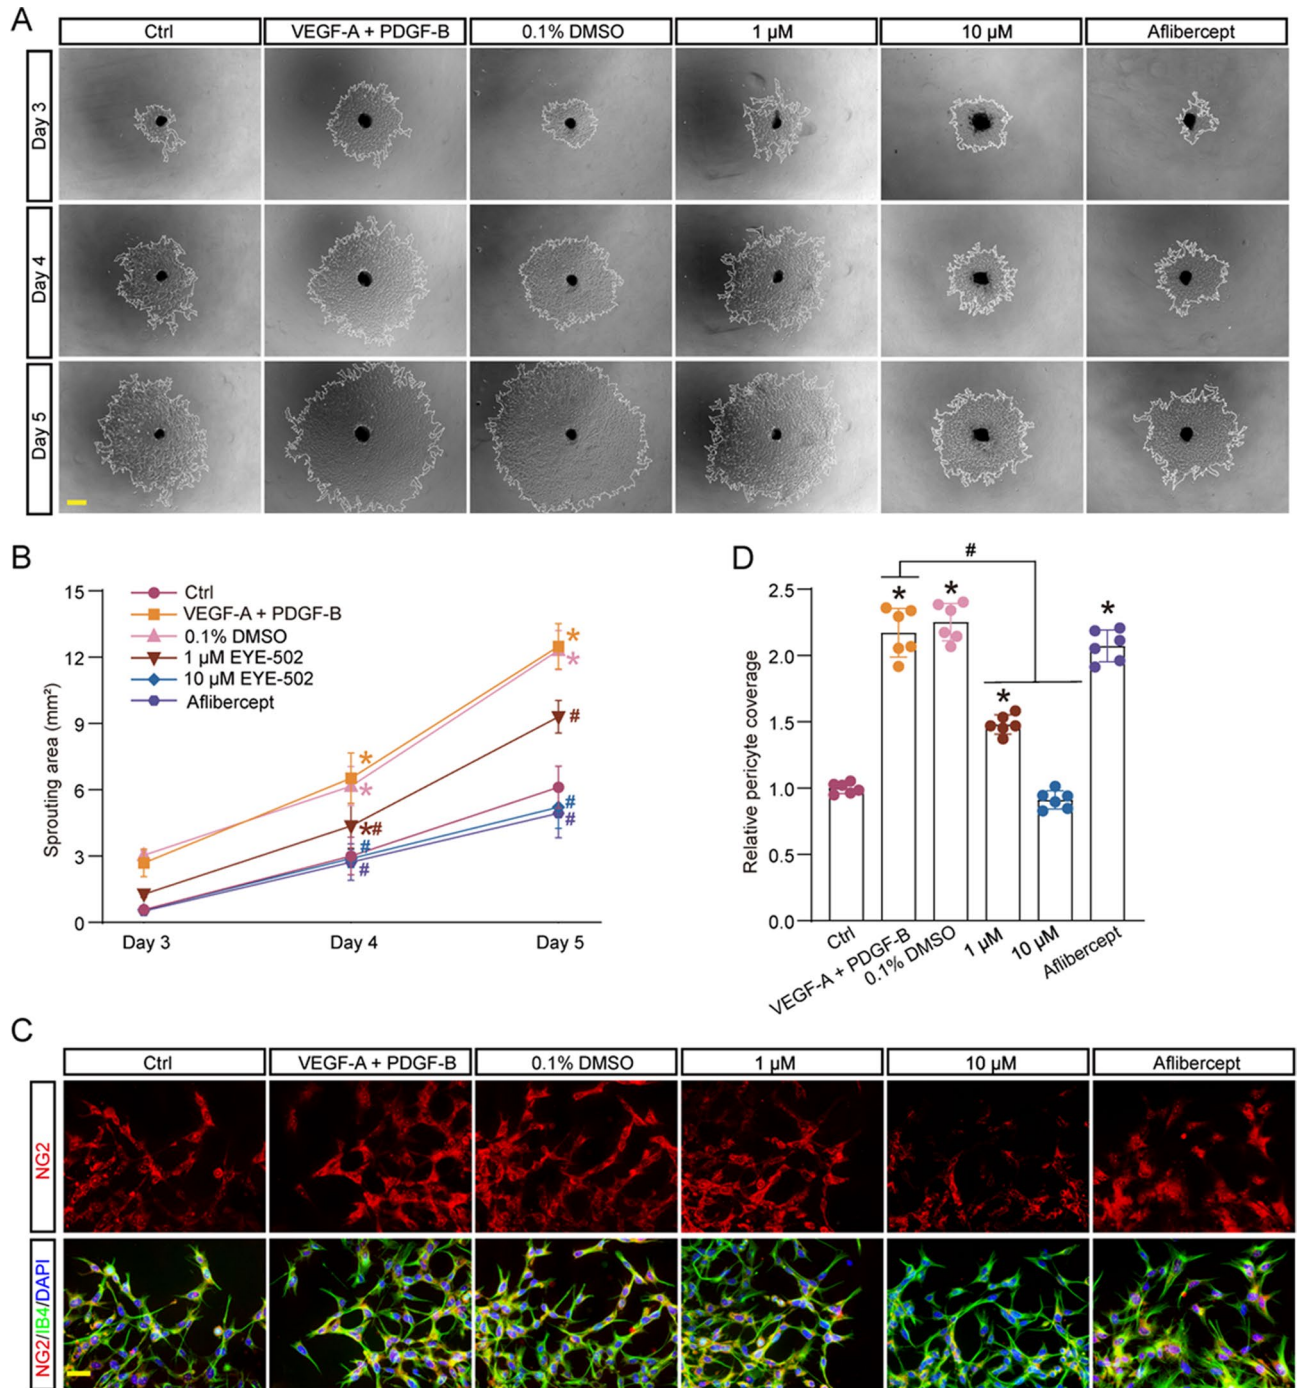 A
Ctrl
VEGF-A + PDGF-B
0.1% DMSO
1 µM
10 µM
Aflibercept
Day 3
Day 4
Day 5
B
Sprouting area (mm²)
15
12
9
6
3
0
Ctrl
VEGF-A + PDGF-B
0.1% DMSO
1 µM EYE-502
10 µM EYE-502
Aflibercept
*
*
*#
#
#
*
*
#
#
#
Day 3
Day 4
Day 5
D
Relative pericyte coverage
2.5
2.0
1.5
1.0
0.5
0.0
#
*
*
*
*
Ctrl
VEGF-A + PDGF-B
0.1% DMSO
1 µM
10 µM
Aflibercept
C
Ctrl
VEGF-A + PDGF-B
0.1% DMSO
1 µM
10 µM
Aflibercept
NG2
NG2/IB4/DAPI